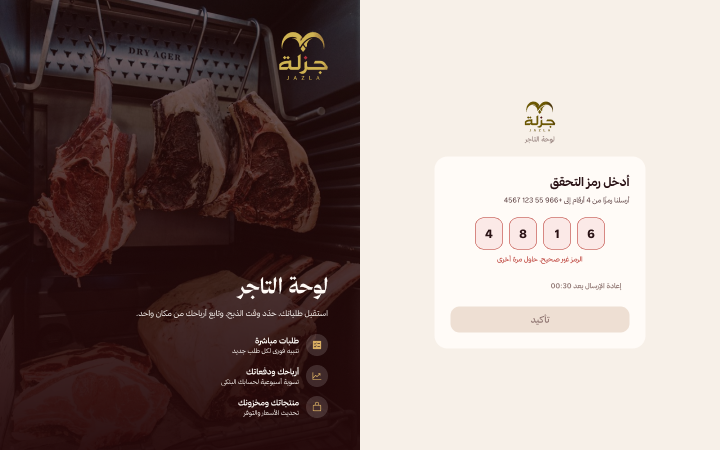 DRY AGER
جزلة
JAZLA
لوحة التاجر
استقبل طلباتك، حدّد وقت الذبح، وتابع أرباحك من مكان واحد.
طلبات مباشرة
تنبيه فوري لكل طلب جديد
أرباحك ودفعاتك
تسوية أسبوعية لحسابك البنكي
منتجاتك ومخزونك
تحديث الأسعار والتوفر
جزلة
JAZLA
لوحة التاجر
أدخل رمز التحقق
أرسلنا رمزًا من 4 أرقام إلى +966 55 123 4567
4 8 1 6
الرمز غير صحيح. حاول مرة أخرى
إعادة الإرسال بعد 00:30
تأكيد